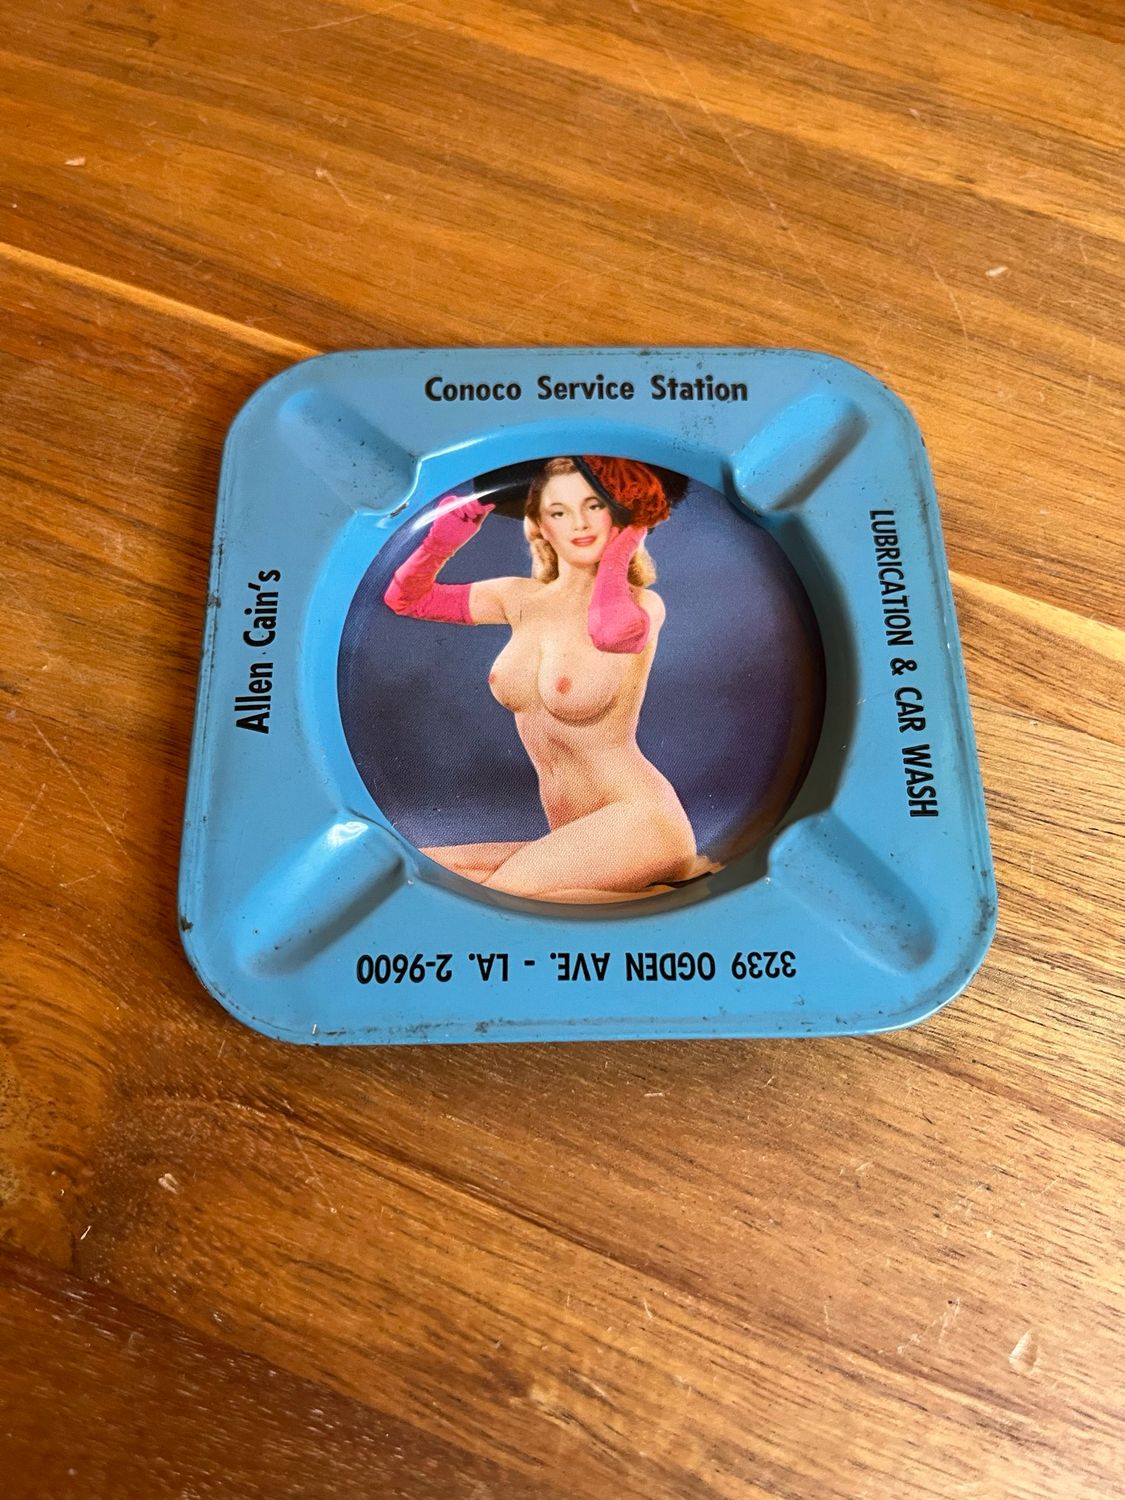 Allen Cain's
Conoco Service Station
LUBRICATION & CAR WASH
3239 OGDEN AVE. - LA. 2-9600